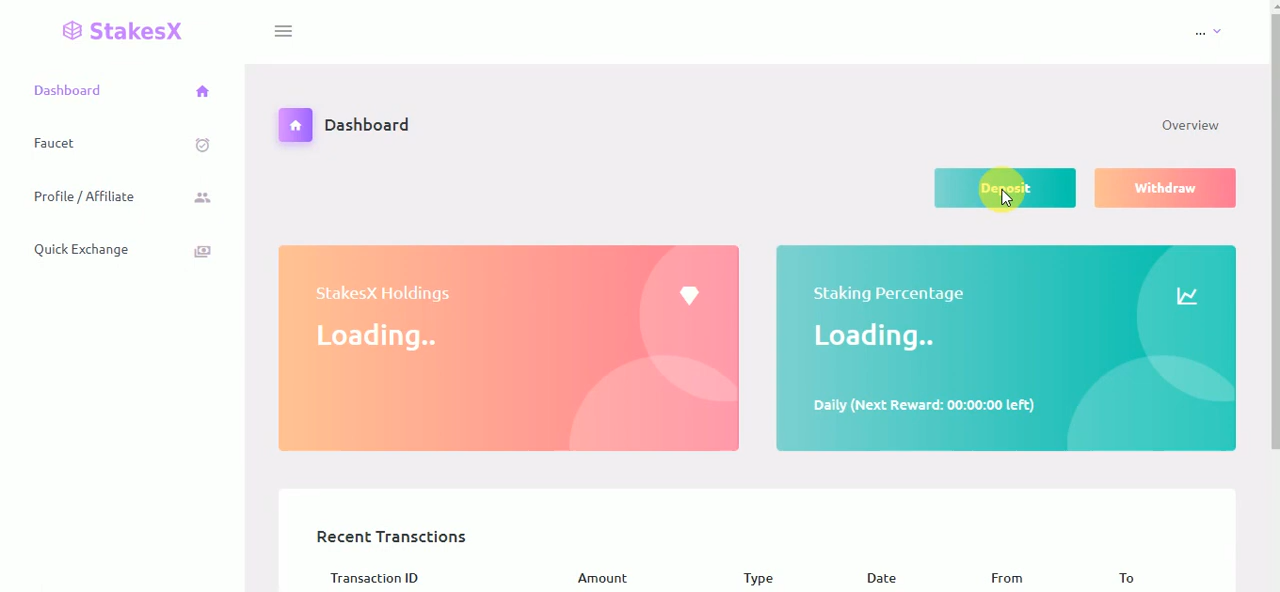 StakesX
...
Dashboard
Faucet
Profile / Affiliate
Quick Exchange
Dashboard
Overview
Deposit
Withdraw
StakesX Holdings
Loading..
Staking Percentage
Loading..
Daily (Next Reward: 00:00:00 left)
Recent Transctions
Transaction ID Amount Type Date From To